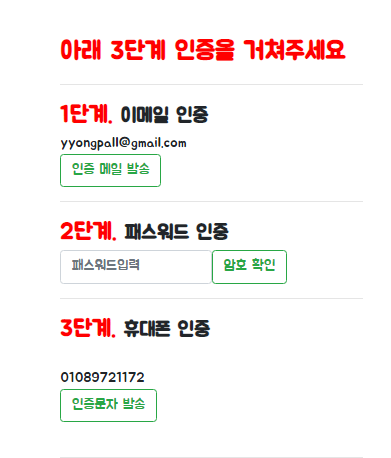 아래 3단계 인증을 거쳐주세요
1단계. 이메일 인증
yyongpall@gmail.com
인증 메일 발송
2단계. 패스워드 인증
패스워드입력 암호 확인
3단계. 휴대폰 인증
01089721172
인증문자 발송